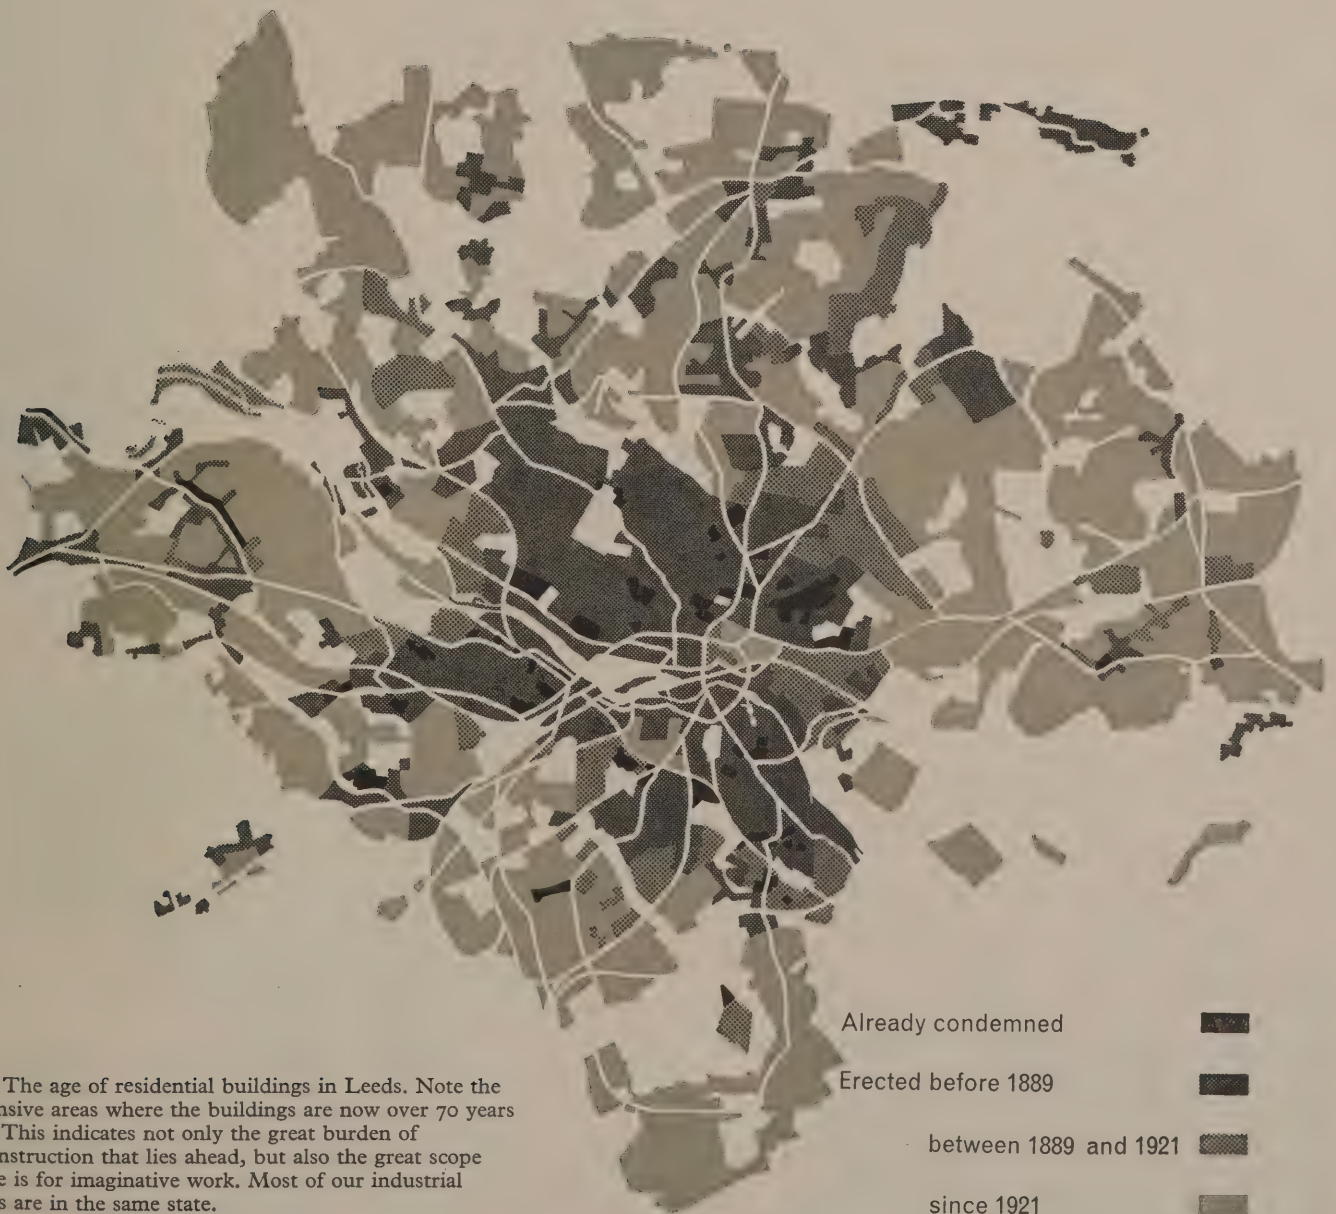 The age of residential buildings in Leeds. Note the
nsive areas where the buildings are now over 70 years
This indicates not only the great burden of
nstruction that lies ahead, but also the great scope
e is for imaginative work. Most of our industrial
s are in the same state.
Already condemned
Erected before 1889
between 1889 and 1921
since 1921